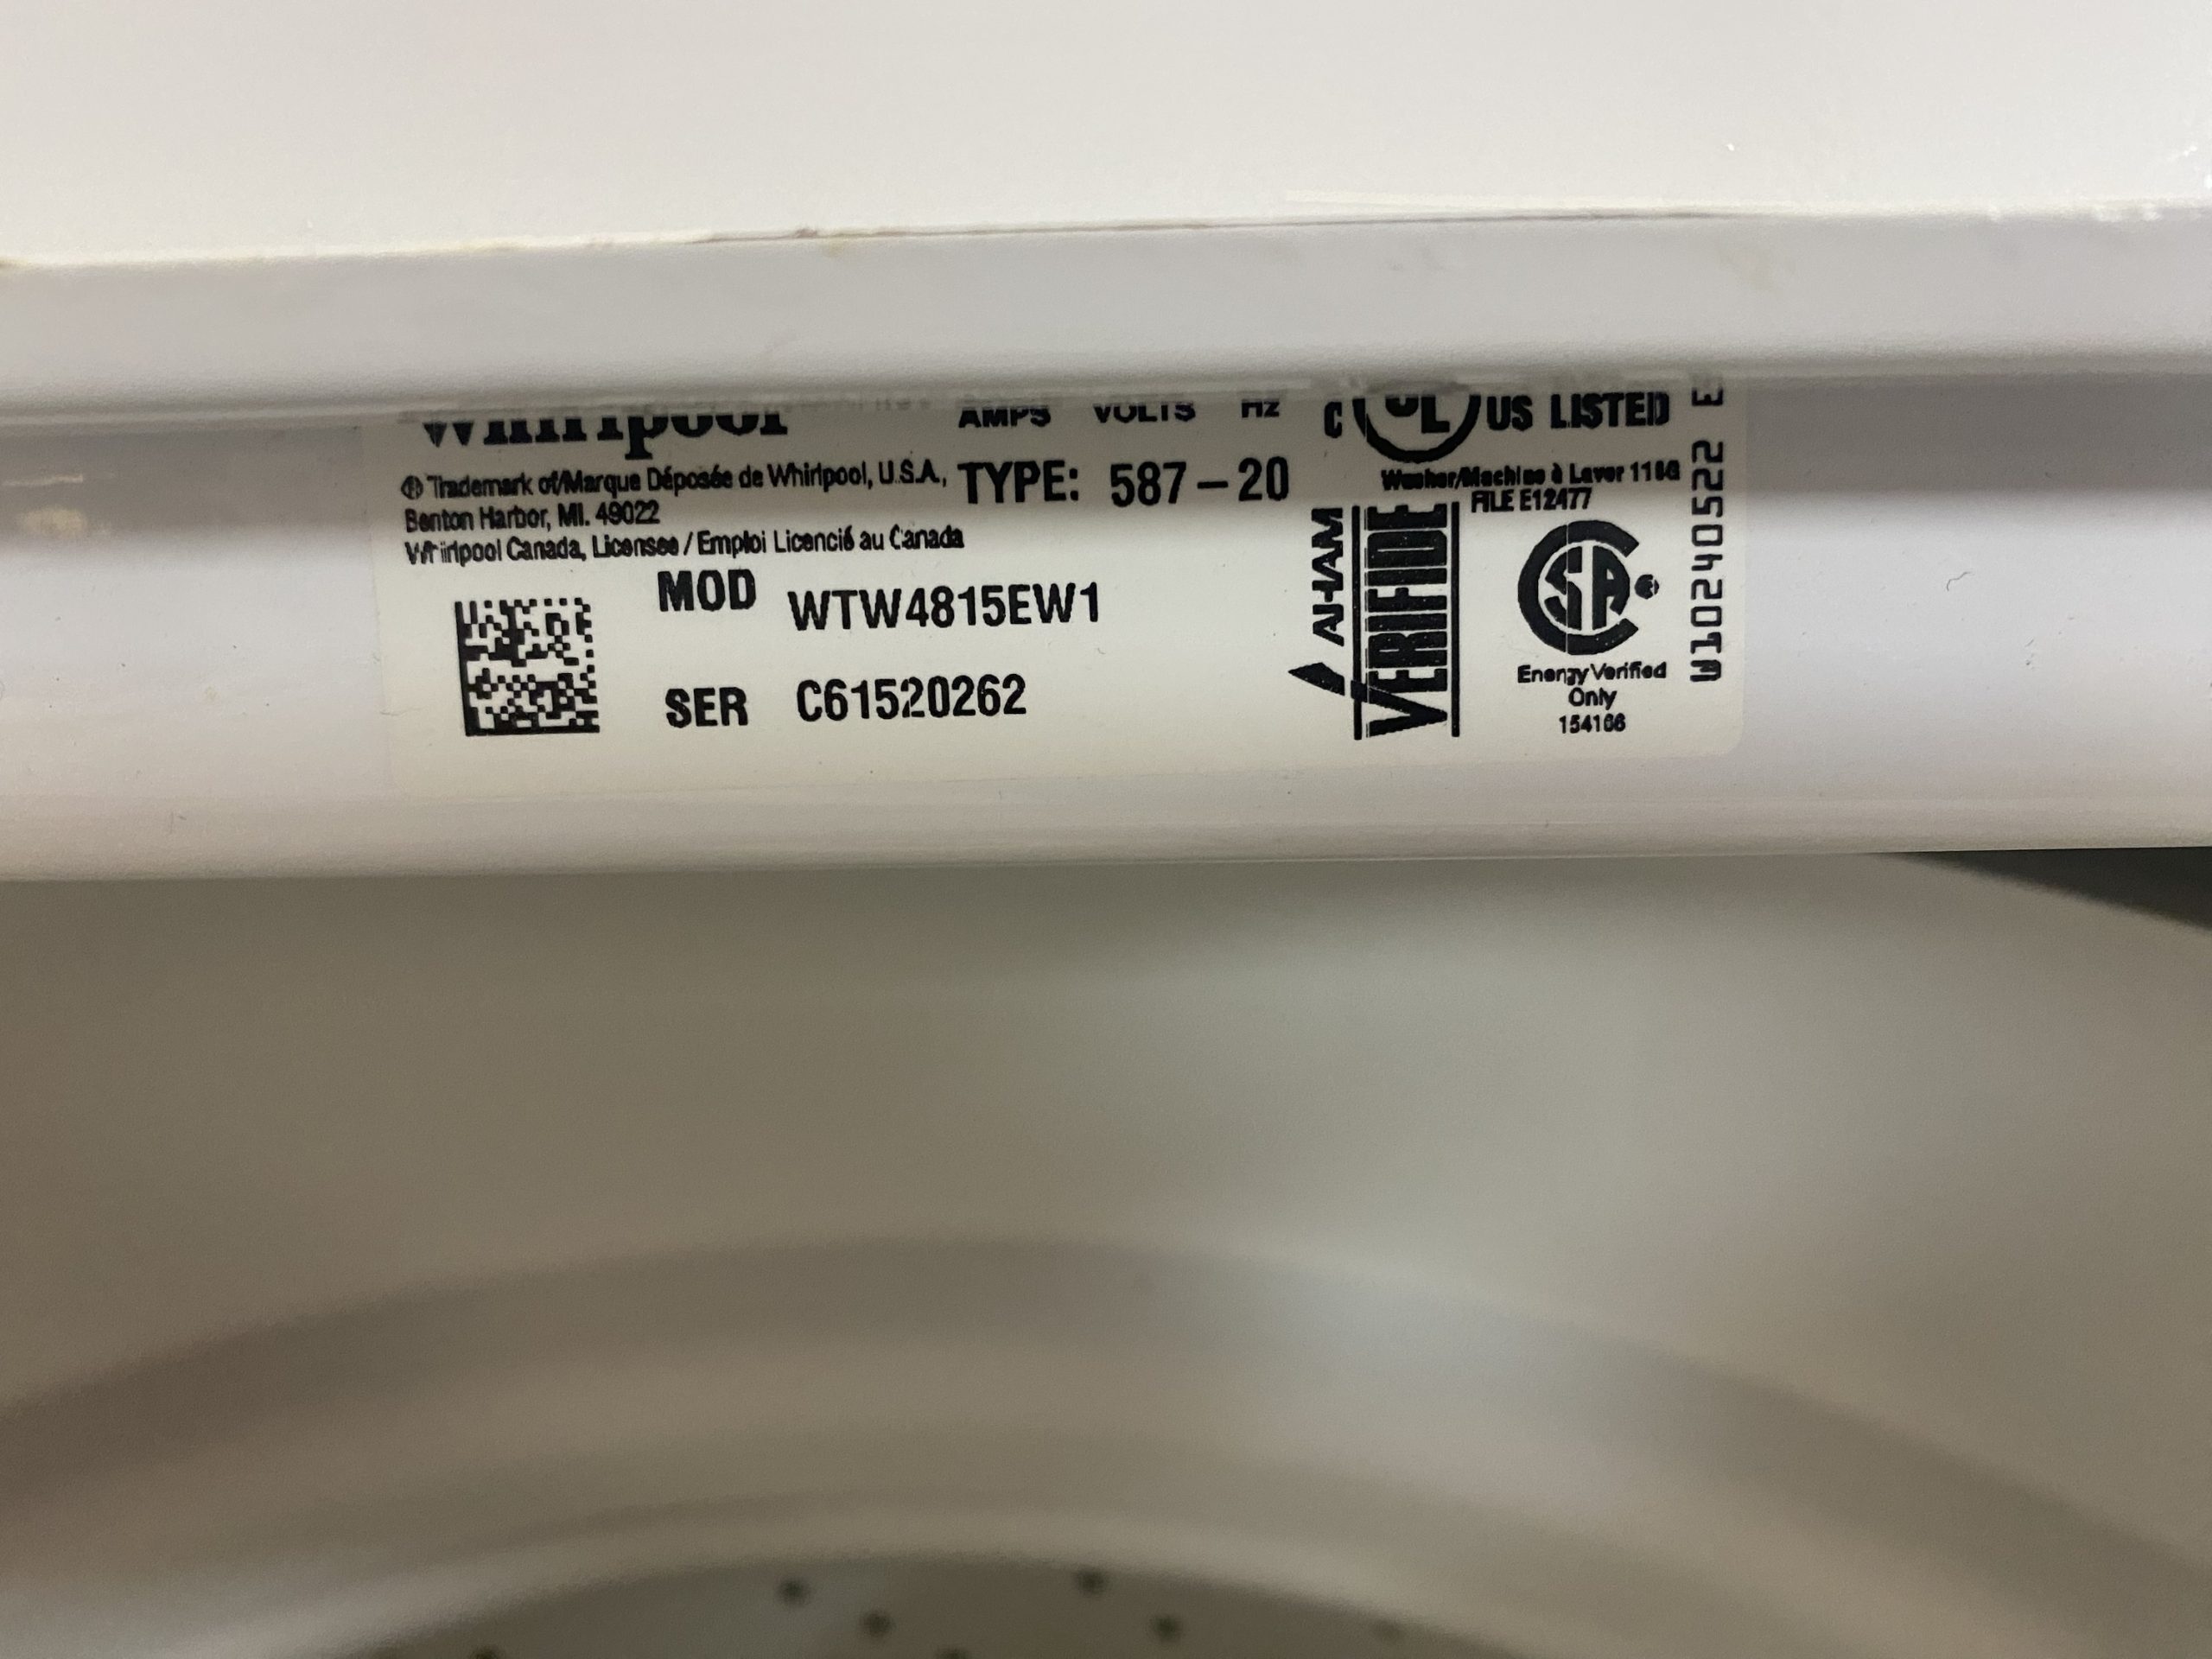 Whirlpool
AMPS VOLTS Hz
C UL US LISTED
® Trademark of/Marque Déposée de Whirlpool, U.S.A.,
Benton Harbor, MI. 49022
Whirlpool Canada, Licensee / Emploi Licencié au Canada
TYPE: 587-20
Washer/Machine à Laver 116G
FILE E12477
MOD WTW4815EW1
SER C61520262
AHAM
VERIFIDE
CSA
Energy Verified
Only
154166
W10240522